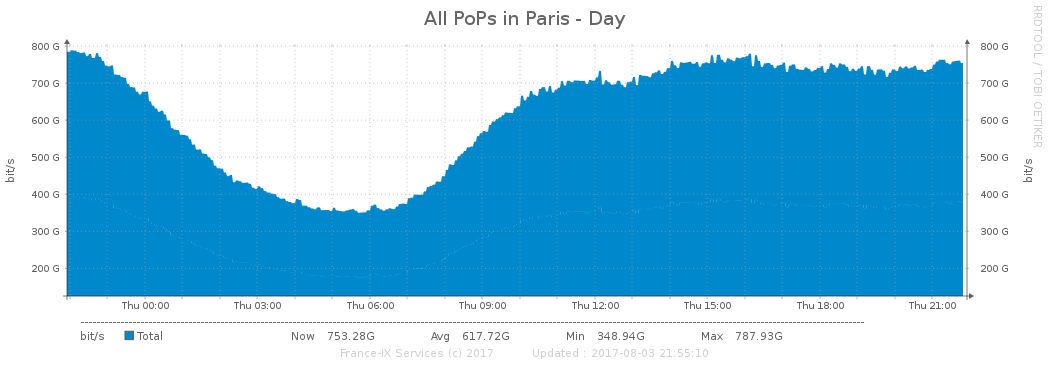 All PoPs in Paris - Day
RRDTOOL / TOBI OETIKER
bit/s
bit/s
800 G 800 G
700 G 700 G
600 G 600 G
500 G 500 G
400 G 400 G
300 G 300 G
200 G 200 G
Thu 00:00 Thu 03:00 Thu 06:00 Thu 09:00 Thu 12:00 Thu 15:00 Thu 18:00 Thu 21:00
bit/s Total Now 753.28G Avg 617.72G Min 348.94G Max 787.93G
France-IX Services (c) 2017 Updated : 2017-08-03 21:55:10